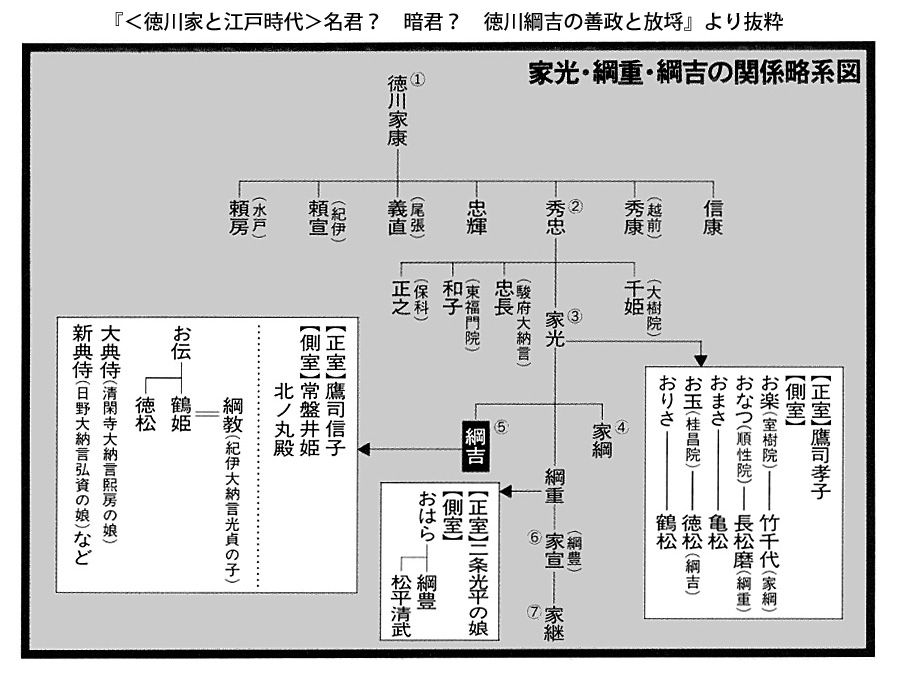 『＜徳川家と江戸時代＞名君？　暗君？　徳川綱吉の善政と放埒』より抜粋
家光・綱重・綱吉の関係略系図
①
徳川家康
信康
秀康（越前）
②
秀忠
忠輝
義直（尾張）
頼宣（紀伊）
頼房（水戸）
千姫（大樹院）
③
家光
忠長（駿府大納言）
和子（東福門院）
正之（保科）
④
家綱
綱重
⑤
綱吉
⑥
家宣（綱豊）
⑦
家継
【正室】鷹司孝子
【側室】
お楽（室樹院）━竹千代（家綱）
おなつ（順性院）━長松磨（綱重）
おまさ━亀松
お玉（桂昌院）━徳松（綱吉）
おりさ━鶴松
【正室】二条光平の娘
【側室】
おはら
綱豊
松平清武
【正室】鷹司信子
【側室】常盤井姫
北ノ丸殿
綱教（紀伊大納言光貞の子）
お伝
鶴姫
徳松
大典侍（清閑寺大納言熙房の娘）
新典侍（日野大納言弘資の娘）など